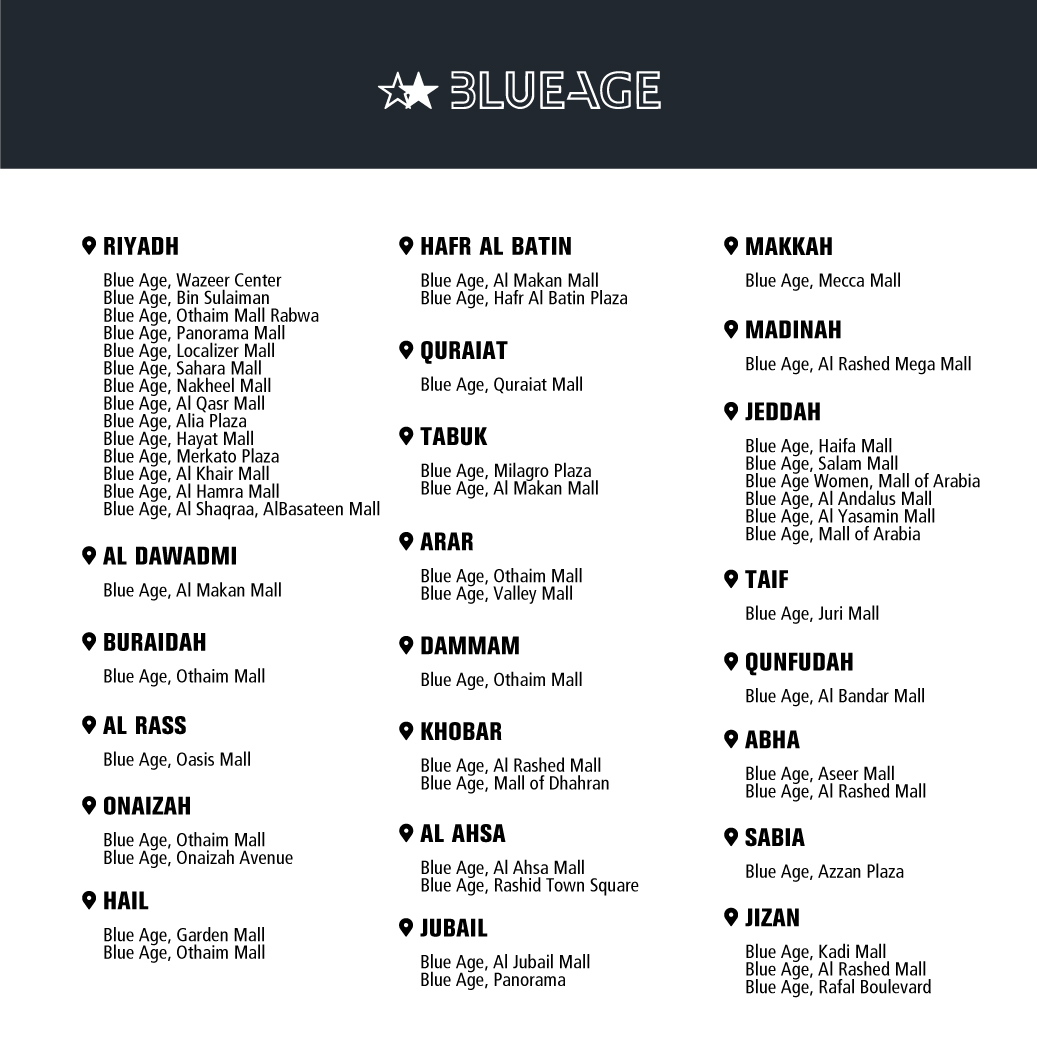 BLUEAGE
RIYADH
Blue Age, Wazeer Center
Blue Age, Bin Sulaiman
Blue Age, Othaim Mall Rabwa
Blue Age, Panorama Mall
Blue Age, Localizer Mall
Blue Age, Sahara Mall
Blue Age, Nakheel Mall
Blue Age, Al Qasr Mall
Blue Age, Alia Plaza
Blue Age, Hayat Mall
Blue Age, Merkato Plaza
Blue Age, Al Khair Mall
Blue Age, Al Hamra Mall
Blue Age, Al Shaqraa, AlBasateen Mall
AL DAWADMI
Blue Age, Al Makan Mall
BURAIDAH
Blue Age, Othaim Mall
AL RASS
Blue Age, Oasis Mall
ONAIZAH
Blue Age, Othaim Mall
Blue Age, Onaizah Avenue
HAIL
Blue Age, Garden Mall
Blue Age, Othaim Mall
HAFR AL BATIN
Blue Age, Al Makan Mall
Blue Age, Hafr Al Batin Plaza
QURAIAT
Blue Age, Quraiat Mall
TABUK
Blue Age, Milagro Plaza
Blue Age, Al Makan Mall
ARAR
Blue Age, Othaim Mall
Blue Age, Valley Mall
DAMMAM
Blue Age, Othaim Mall
KHOBAR
Blue Age, Al Rashed Mall
Blue Age, Mall of Dhahran
AL AHSA
Blue Age, Al Ahsa Mall
Blue Age, Rashid Town Square
JUBAIL
Blue Age, Al Jubail Mall
Blue Age, Panorama
MAKKAH
Blue Age, Mecca Mall
MADINAH
Blue Age, Al Rashed Mega Mall
JEDDAH
Blue Age, Haifa Mall
Blue Age, Salam Mall
Blue Age Women, Mall of Arabia
Blue Age, Al Andalus Mall
Blue Age, Al Yasamin Mall
Blue Age, Mall of Arabia
TAIF
Blue Age, Juri Mall
QUNFUDAH
Blue Age, Al Bandar Mall
ABHA
Blue Age, Aseer Mall
Blue Age, Al Rashed Mall
SABIA
Blue Age, Azzan Plaza
JIZAN
Blue Age, Kadi Mall
Blue Age, Al Rashed Mall
Blue Age, Rafal Boulevard